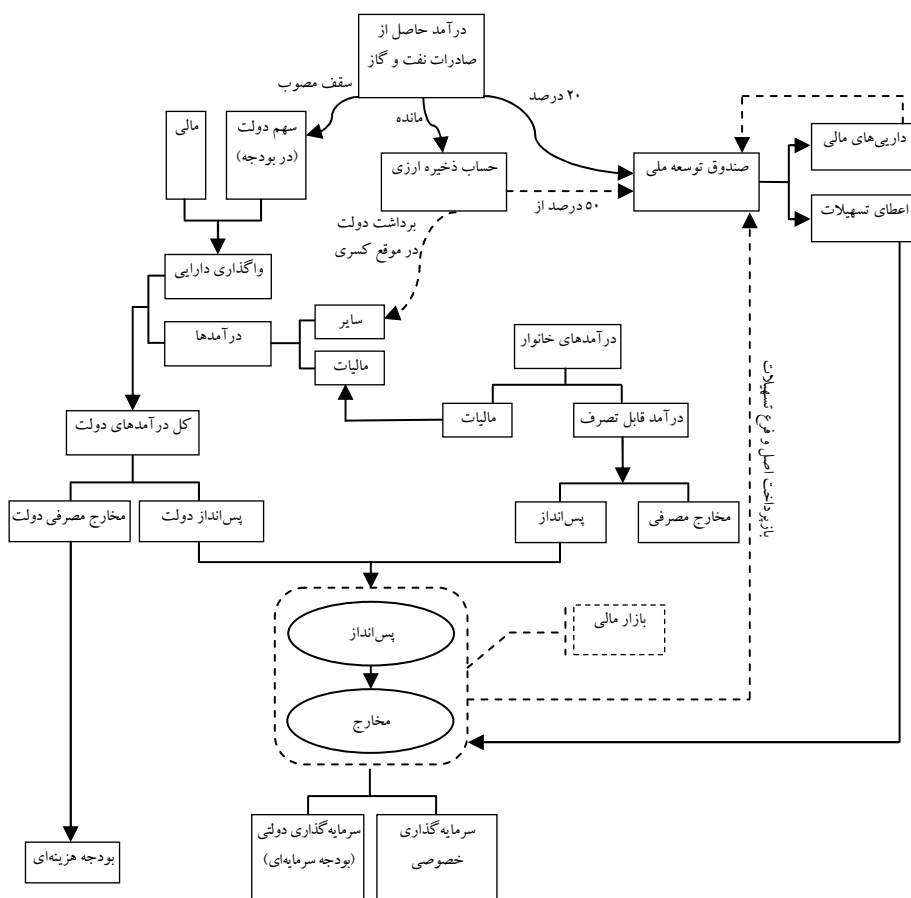 درآمد حاصل از
صادرات نفت و گاز
سقف مصوب
مانده
۲۰ درصد
مالی
سهم دولت
(در بودجه)
حساب ذخیره ارزی
صندوق توسعه ملی
داریی‌های مالی
اعطای تسهیلات
۵۰ درصد از
برداشت دولت
در موقع کسری
واگذاری دارایی
درآمدها
سایر
مالیات
درآمدهای خانوار
مالیات
درآمد قابل تصرف
کل درآمدهای دولت
بازپرداخت اصل و فرع تسهیلات
مخارج مصرفی دولت
پس‌انداز دولت
پس‌انداز
مخارج مصرفی
پس‌انداز
بازار مالی
مخارج
بودجه هزینه‌ای
سرمایه‌گذاری دولتی
(بودجه سرمایه‌ای)
سرمایه‌گذاری
خصوصی